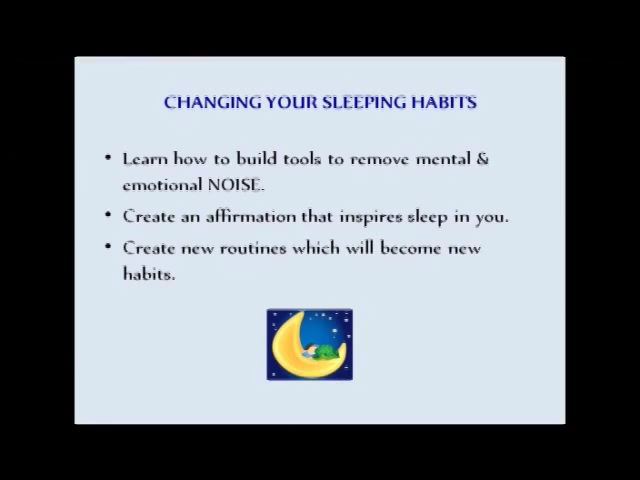 CHANGING YOUR SLEEPING HABITS
• Learn how to build tools to remove mental &
emotional NOISE.
• Create an affirmation that inspires sleep in you.
• Create new routines which will become new
habits.